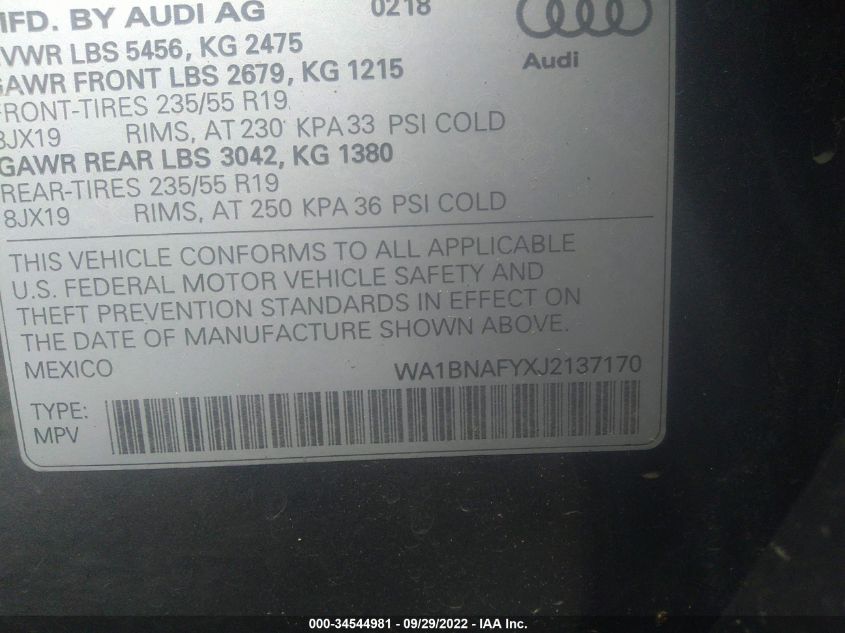 MFD. BY AUDI AG 0218
Audi
GVWR LBS 5456, KG 2475
GAWR FRONT LBS 2679, KG 1215
FRONT-TIRES 235/55 R19
8JX19 RIMS, AT 230 KPA 33 PSI COLD
GAWR REAR LBS 3042, KG 1380
REAR-TIRES 235/55 R19
8JX19 RIMS, AT 250 KPA 36 PSI COLD
THIS VEHICLE CONFORMS TO ALL APPLICABLE
U.S. FEDERAL MOTOR VEHICLE SAFETY AND
THEFT PREVENTION STANDARDS IN EFFECT ON
THE DATE OF MANUFACTURE SHOWN ABOVE.
MEXICO WA1BNAFYXJ2137170
TYPE:
MPV
000-34544981 - 09/29/2022 - IAA Inc.